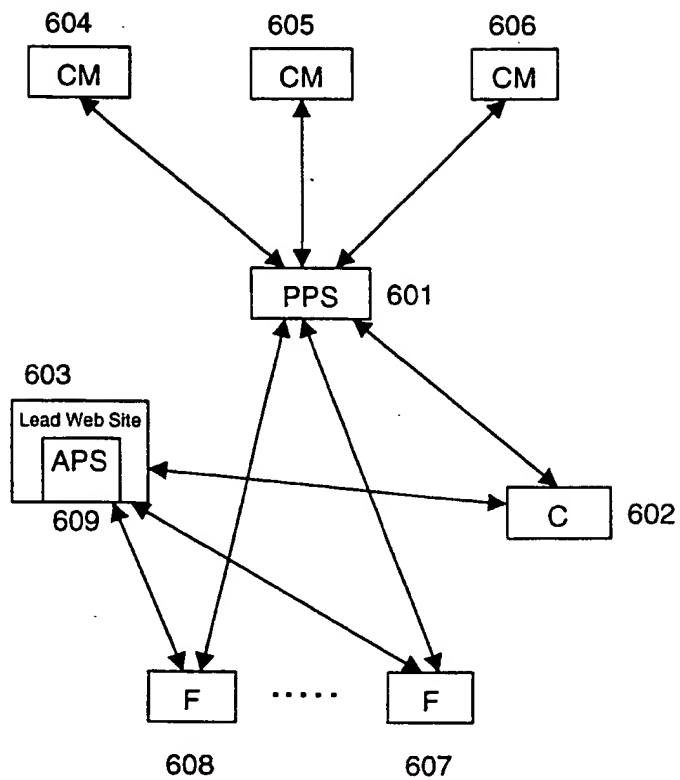 604 605 606
CM CM CM
PPS 601
603
Lead Web Site
APS
609
C 602
F ..... F
608 607